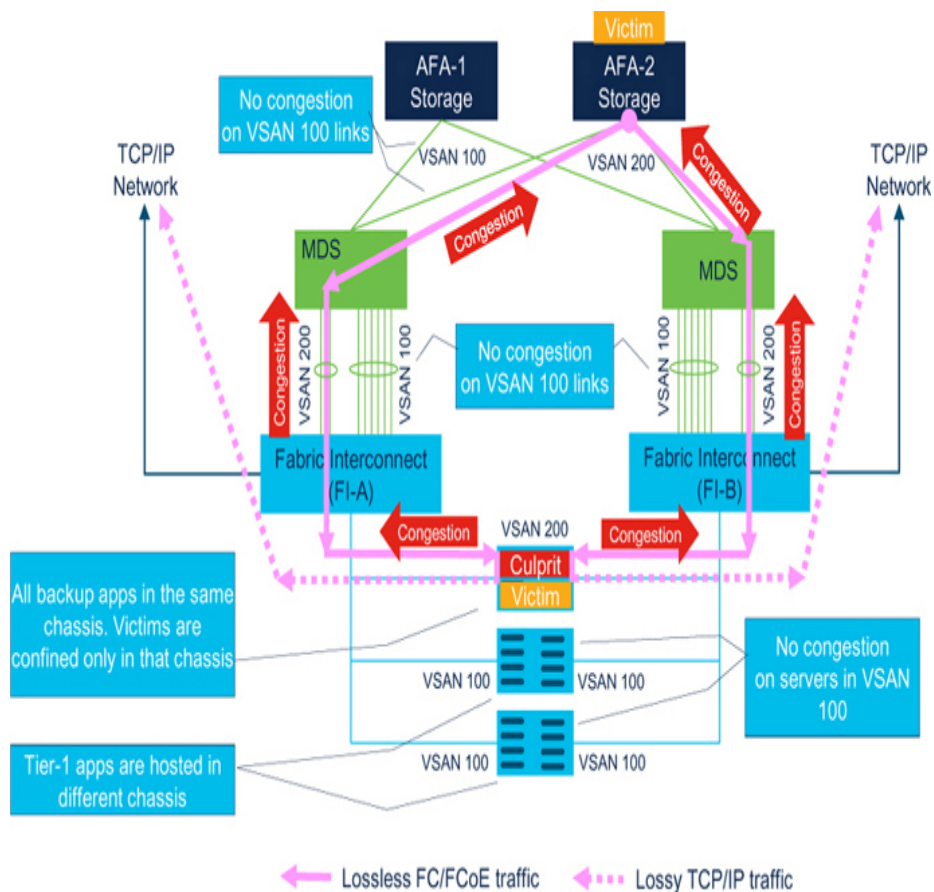 Victim
AFA-1
Storage
AFA-2
Storage
No congestion
on VSAN 100
links
VSAN 100
VSAN 200
TCP/IP
Network
TCP/IP
Network
Congestion
Congestion
MDS
MDS
Congestion
VSAN 200
VSAN 100
No congestion
on VSAN 100 links
VSAN 100
VSAN 200
Congestion
Fabric Interconnect
(FI-A)
Fabric Interconnect
(FI-B)
Congestion
VSAN 200
Congestion
Culprit
Victim
All backup apps in the same
chassis. Victims are
confined only in that chassis
No congestion
on servers in VSAN
100
VSAN 100
VSAN 100
Tier-1 apps are hosted in
different chassis
VSAN 100
VSAN 100
Lossless FC/FCoE traffic
Lossy TCP/IP traffic